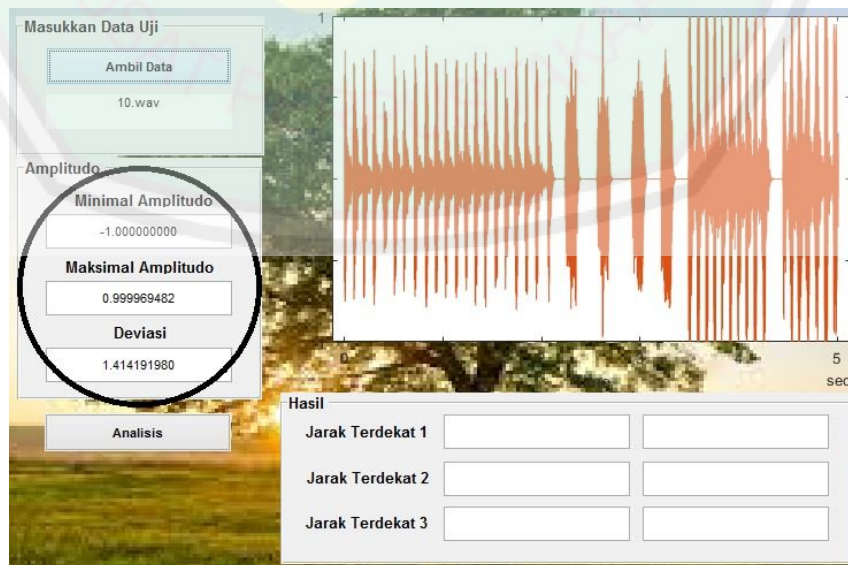 Masukkan Data Uji
Ambil Data
10.wav
Amplitudo
Minimal Amplitudo
-1.000000000
Maksimal Amplitudo
0.999969482
Deviasi
1.414191980
Analisis
1
0
5
sec
Hasil
Jarak Terdekat 1
Jarak Terdekat 2
Jarak Terdekat 3